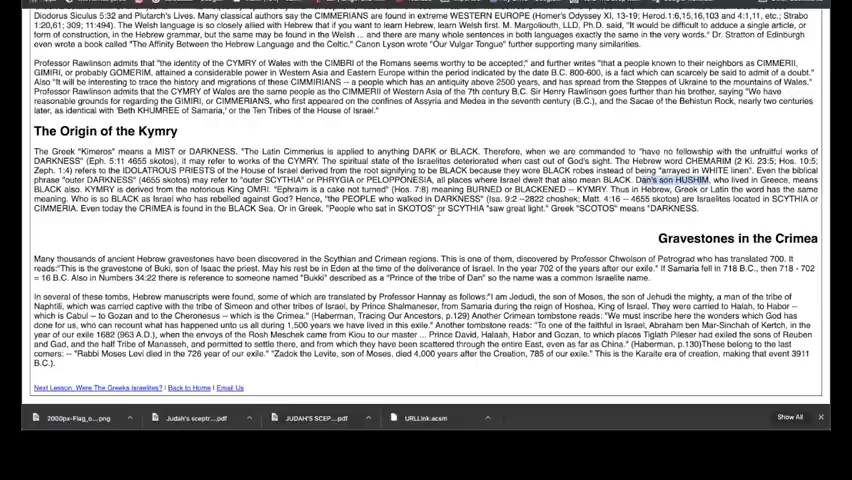 Diodorus Siculus 5:32 and Plutarch's Lives. Many classical authors say the CIMMERIANS are found in extreme WESTERN EUROPE (Homer's Odyssey XI, 13-19; Herod.1:6,15,16,103 and 4:1,11, etc.; Strabo
1:20,61; 309; 11:494). Welsh has close affinity with Hebrew that if you want to learn Hebrew, learn Welsh first. M. Margoliouth, LLD, Ph D. said, "It would be difficult to adduce a single article, or
form of construction, in the Hebrew grammar, but the same may be found in the Welsh ... and there are many whole sentences in both languages exactly the same in the very words." Dr. Stratton of Edinburgh
even wrote a book called "The Affinity Between the Hebrew Language and the Celtic." Canon Lyson wrote "Our Vulgar Tongue" further supporting many similarities.
Professor Rawlinson admits that "the identity of the CYMRY of Wales with the CIMBRI of the Romans seems worthy to be accepted;" and further writes "that a people known to their neighbors as CIMMERII,
GIMIRI, or probably GOMERIM, attained a considerable power in Western Asia and Eastern Europe within the period indicated by the date B.C. 800-600, is a fact which can scarcely be said to admit of a doubt."
Also "It will be interesting to trace the history and migrations of these CIMMERIANS -- a people which has an antiquity above 2500 years, and has spread from the Steppes of Ukraine to the mountains of Wales."
Professor Rawlinson admits that the CYMRY of Wales are the same people as the CIMMERII of Western Asia of the 7th century B.C. Sir Henry Rawlinson goes further than his brother, saying "We have
reasonable grounds for regarding the GIMIRI, or CIMMERIANS, who first appeared on the confines of Assyria and Medea in the seventh century (B.C.), and the Sacae of the Behistun Rock, nearly two centuries
later, as identical with 'Beth KHUMREE of Samaria,' or the Ten Tribes of the House of Israel.
The Origin of the Kymry
The Greek "Kimeros" means a MIST or DARKNESS. "The Latin Cimmerius is applied to anything DARK or BLACK. Therefore, when we are commanded to "have no fellowship with the unfruitful works of
DARKNESS" (Eph. 5:11 4655 skotos), it may refer to works of the CYMRY. The spiritual state of the Israelites deteriorated when cast out of God's sight. The Hebrew word CHEMARIM (2 Ki. 23:5; Hos. 10:5;
Zeph. 1:4) refers to the IDOLATROUS PRIESTS of the House of Israel derived from the root signifying to be BLACK because they wore BLACK robes instead of being "arrayed in WHITE linen". Even the biblical
phrase "outer DARKNESS" (4655 skotos) may refer to "outer SCYTHIA" or PHRYGIA or PELOPPONESIA, all places where Israel dwelt that also mean BLACK. Dan's son HUSHIM, who lived in Greece, means
BLACK also. KYMRY is derived from the notorious King OMRI. "Ephraim is a cake not turned" (Hos. 7:8) meaning BURNED or BLACKENED -- KYMRY. Thus in Hebrew, Greek or Latin the word has the same
meaning. Who is so BLACK as Israel who has rebelled against God? Hence, "the PEOPLE who walked in DARKNESS" (Isa. 9:2 --2822 choshek; Matt. 4:16 -- 4655 skotos) are Israelites located in SCYTHIA or
CIMMERIA. Even today the CRIMEA is found in the BLACK Sea. Or in Greek. "People who sat in SKOTOS" or SCYTHIA "saw great light." Greek "SCOTOS" means "DARKNESS.
Gravestones in the Crimea
Many thousands of ancient Hebrew gravestones have been discovered in the Scythian and Crimean regions. This is one of them, discovered by Professor Chwolson of Petrograd who has translated 700. It
reads:"This is the gravestone of Buki, son of Isaac the priest. May his rest be in Eden at the time of the deliverance of Israel. In the year 702 of the years after our exile." If Samaria fell in 718 B.C., then 718 - 702
= 16 B.C. Also in Numbers 34:22 there is reference to someone named "Bukki" described as a "Prince of the tribe of Dan" so the name was a common Israelite name.
In several of these tombs, Hebrew manuscripts were found, some of which are translated by Professor Hannay as follows:"I am Jedudi, the son of Moses, the son of Jehudi the mighty, a man of the tribe of
Naphtili, which was carried captive with the tribe of Simeon and other tribes of Israel, by Prince Shalmaneser, from Samaria during the reign of Hoshea, King of Israel. They were carried to Halah, to Habor --
which is Cabul -- to Gozan and to the Cheronesus -- which is the Crimea." (Haberman, Tracing Our Ancestors, p.129) Another Crimean tombstone reads: "We must inscribe here the wonders which God has
done for us, who can recount what has happened unto us all during 1,500 years we have lived in this exile." Another tombstone reads: "To one of the faithful in Israel, Abraham ben Mar-Sinchah of Kertch, in the
year of our exile 1682 (963 A.D.), when the envoys of the Rosh Meschek came from Kiou to our master ... Prince David, Halaah, Habor and Gozan, to which places Tiglath Pileser had exiled the sons of Reuben
and Gad, and the half Tribe of Manasseh, and permitted to settle there, and from which they have been scattered through the entire East, even as far as China." (Haberman, p.130)These belong to the last
comers: -- "Rabbi Moses Levi died in the 726 year of our exile." "Zadok the Levite, son of Moses, died 4,000 years after the Creation, 785 of our exile." This is the Karaite era of creation, making that event 3911
B.C.).
Next Lesson: Were The Greeks Israelites? | Back to Home | Email Us
2000px-Flag_o...png
Judah's sceptr....pdf
JUDAH'S SCEP....pdf
URLLink.acsm
Show All